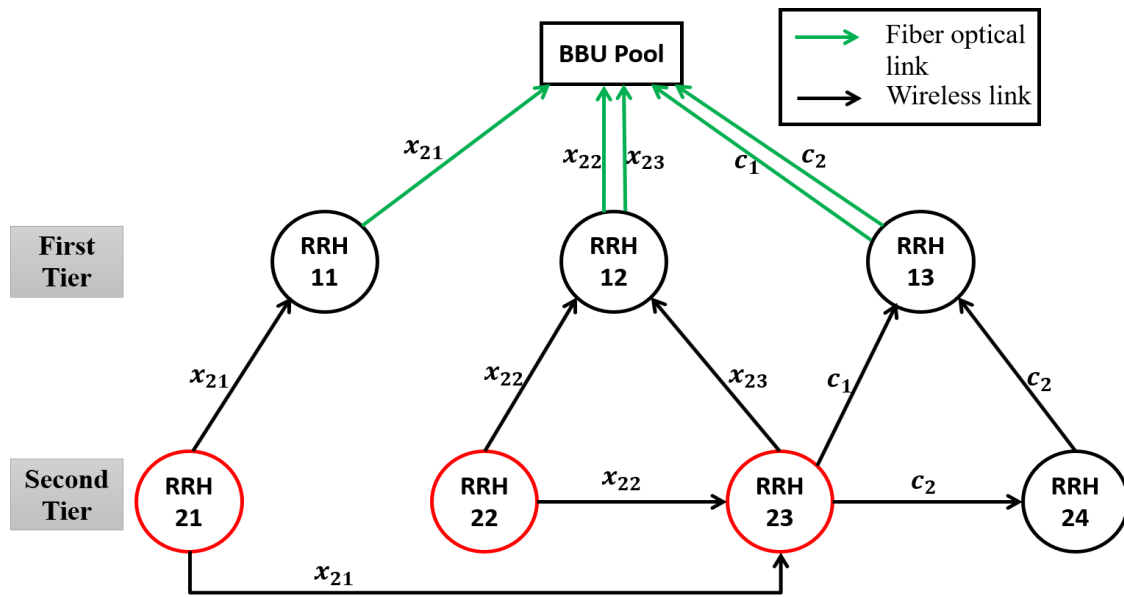 BBU Pool
Fiber optical
link
Wireless link
x₂₁
x₂₂
x₂₃
c₁
c₂
First
Tier
RRH
11
RRH
12
RRH
13
x₂₁
x₂₂
x₂₃
c₁
c₂
Second
Tier
RRH
21
RRH
22
x₂₂
RRH
23
c₂
RRH
24
x₂₁